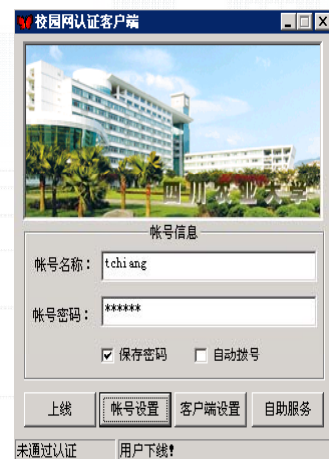 校园网认证客户端
四川农业大学
帐号信息
帐号名称： tchiang
帐号密码： ******
保存密码 自动拨号
上线 帐号设置 客户端设置 自助服务
未通过认证 用户下线!